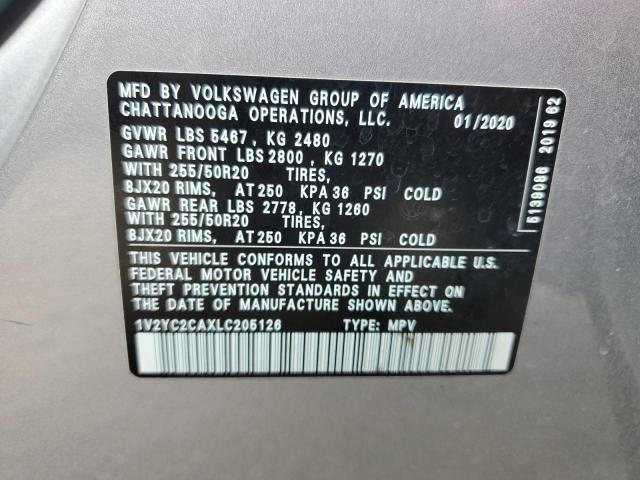 MFD BY VOLKSWAGEN GROUP OF AMERICA
CHATTANOOGA OPERATIONS, LLC. 01/2020
GVWR LBS 5467, KG 2480
GAWR FRONT LBS 2800, KG 1270
WITH 255/50R20 TIRES,
8JX20 RIMS, AT 250 KPA 36 PSI COLD
GAWR REAR LBS 2778, KG 1260
WITH 255/50R20 TIRES,
8JX20 RIMS, AT 250 KPA 36 PSI COLD
THIS VEHICLE CONFORMS TO ALL APPLICABLE U.S.
FEDERAL MOTOR VEHICLE SAFETY AND
THEFT PREVENTION STANDARDS IN EFFECT ON
THE DATE OF MANUFACTURE SHOWN ABOVE.
1V2YC2CAXLC205126 TYPE: MPV
5139086 2019 62